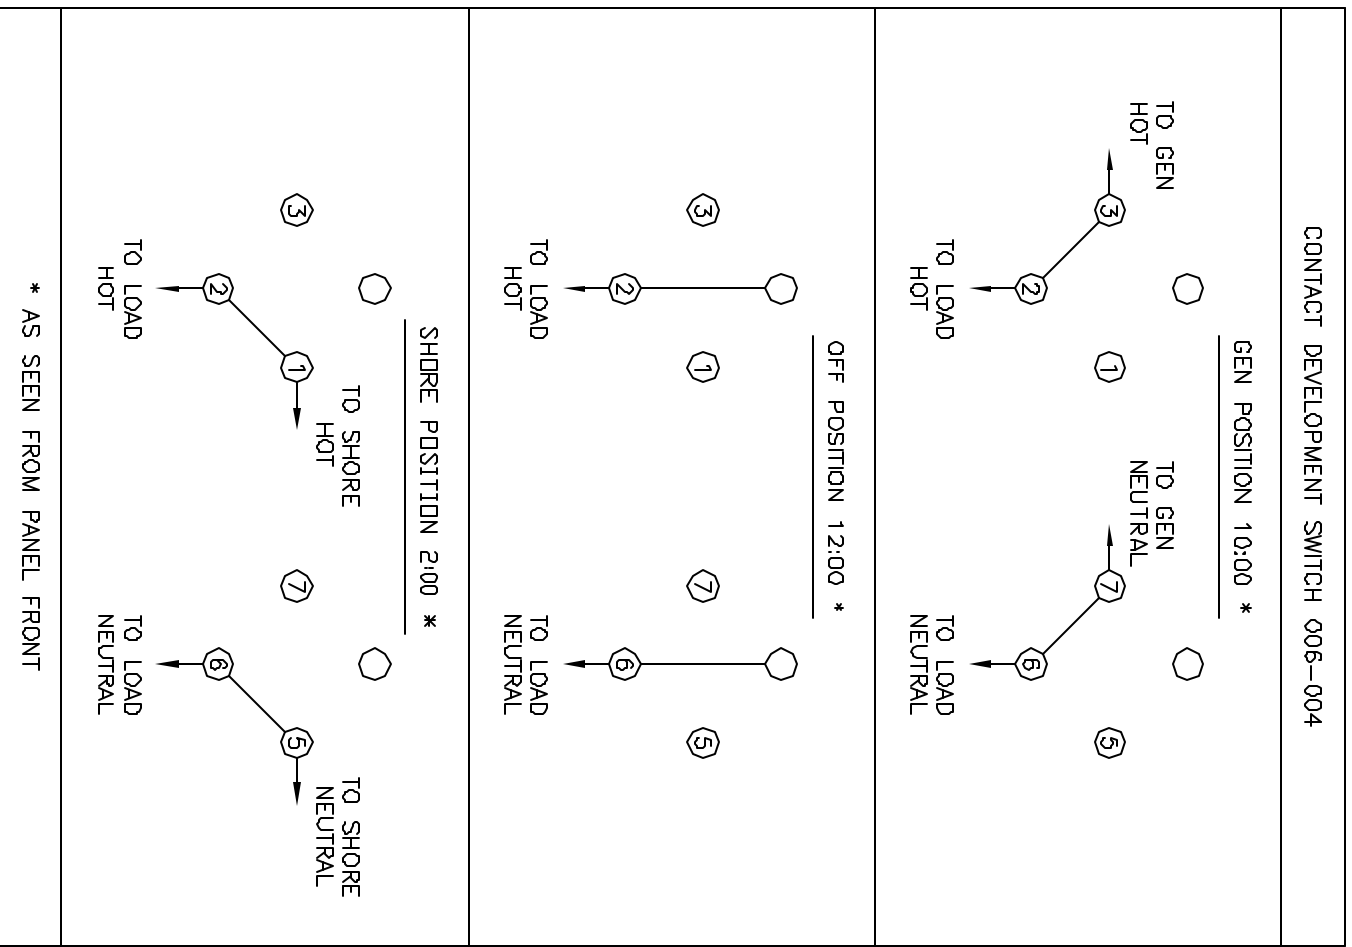 CONTACT DEVELOPMENT SWITCH 006-004
GEN POSITION 10:00 *
TO GEN
HOT
3
2
TO LOAD
HOT
1
TO GEN
NEUTRAL
7
6
TO LOAD
NEUTRAL
5
OFF POSITION 12:00 *
3
2
TO LOAD
HOT
1
7
6
TO LOAD
NEUTRAL
5
SHORE POSITION 2:00 *
3
2
TO LOAD
HOT
1
TO SHORE
HOT
7
6
TO LOAD
NEUTRAL
5
TO SHORE
NEUTRAL
* AS SEEN FROM PANEL FRONT